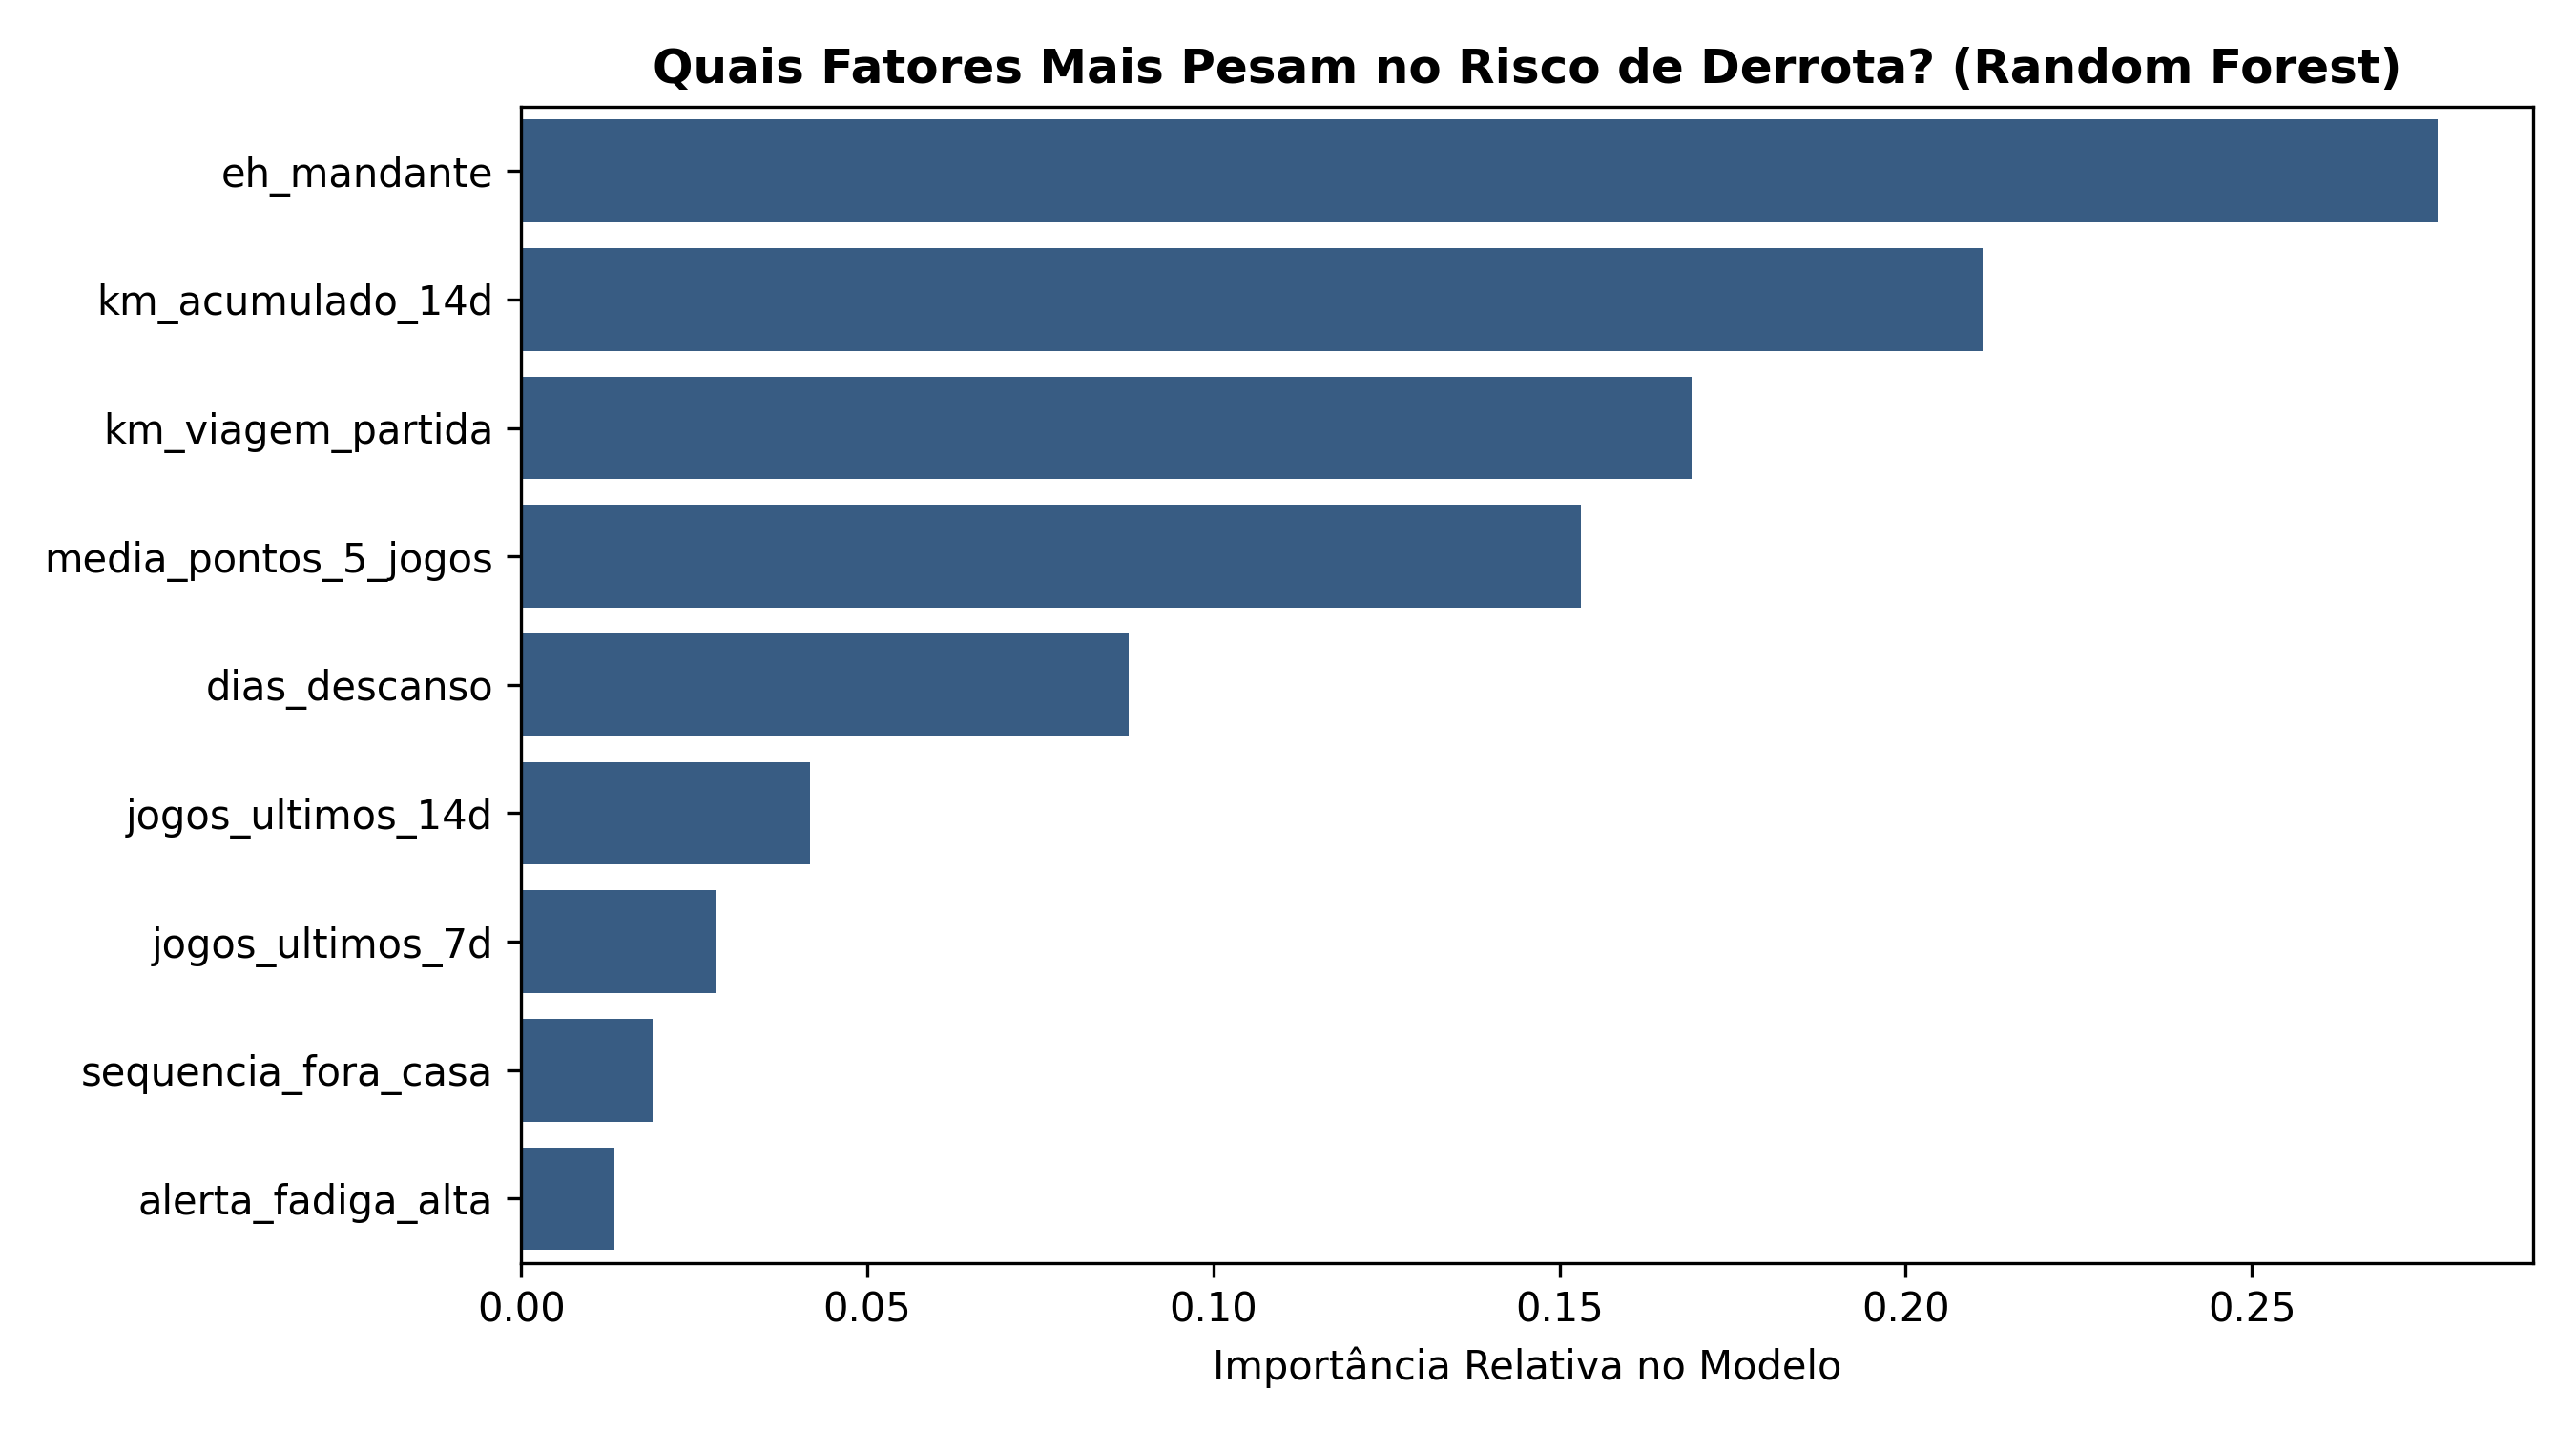 Quais Fatores Mais Pesam no Risco de Derrota? (Random Forest)
eh_mandante
km_acumulado_14d
km_viagem_partida
media_pontos_5_jogos
dias_descanso
jogos_ultimos_14d
jogos_ultimos_7d
sequencia_fora_casa
alerta_fadiga_alta
0.00 0.05 0.10 0.15 0.20 0.25
Importância Relativa no Modelo